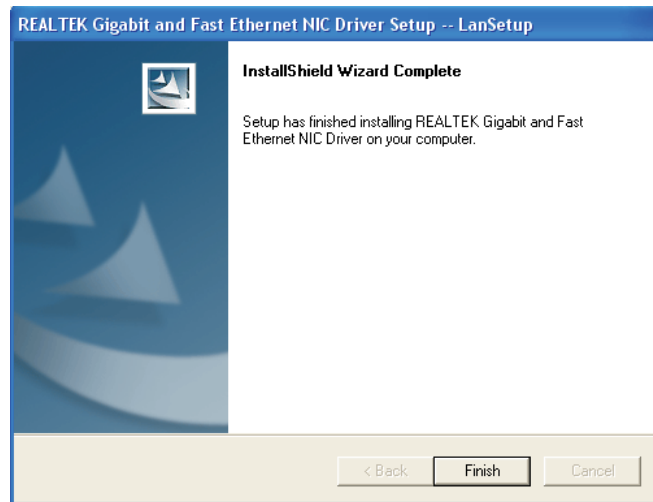 REALTEK Gigabit and Fast Ethernet NIC Driver Setup -- LanSetup
InstallShield Wizard Complete
Setup has finished installing REALTEK Gigabit and Fast
Ethernet NIC Driver on your computer.
< Back
Finish
Cancel